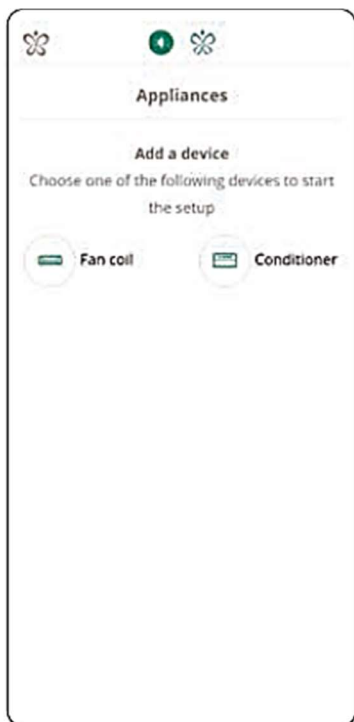 Appliances
Add a device
Choose one of the following devices to start
the setup
Fan coil
Conditioner